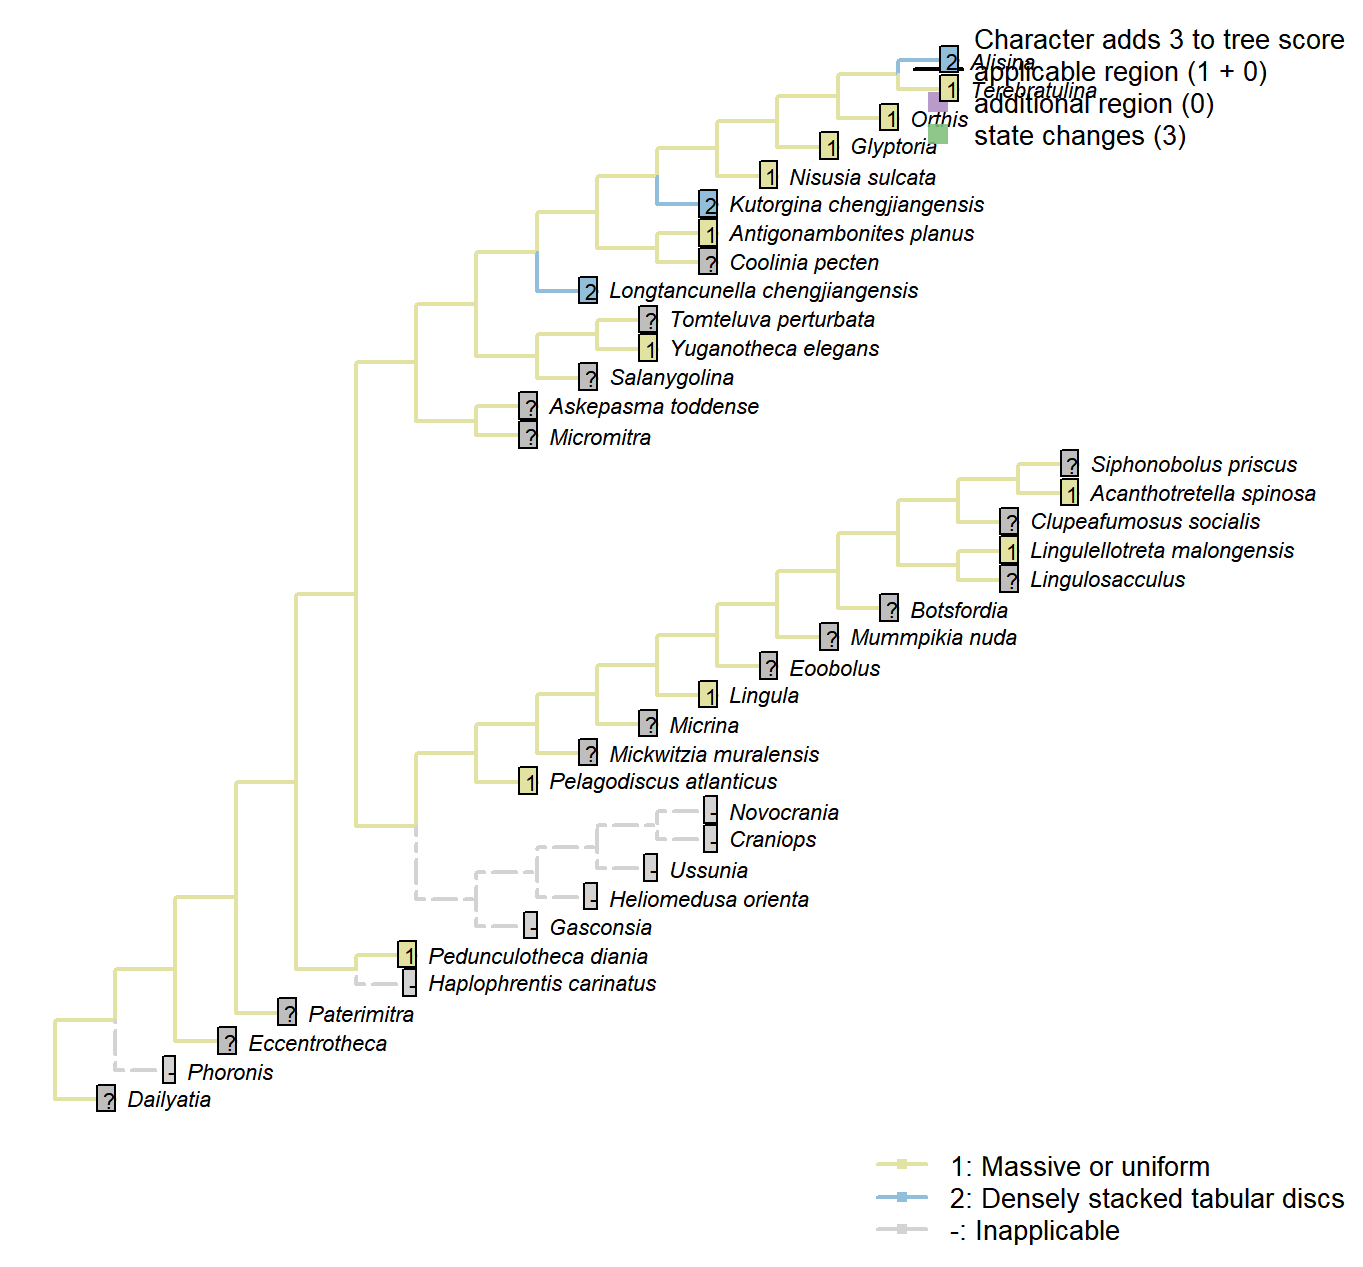 Character adds 3 to tree score
2 Alisina
applicable region (1 + 0)
1 Terebratulina
additional region (0)
1 Orthis
state changes (3)
1 Glyptoria
1 Nisusia sulcata
2 Kutorgina chengjiangensis
1 Antigonambonites planus
? Coolinia pecten
2 Longtancunella chengjiangensis
? Tomteluva perturbata
1 Yuganotheca elegans
? Salanygolina
? Askepasma toddense
? Micromitra
? Siphonobolus priscus
1 Acanthotretella spinosa
? Clupeafumosus socialis
1 Lingulellotreta malongensis
? Lingulosacculus
? Botsfordia
? Mummpikia nuda
? Eoobolus
1 Lingula
? Micrina
? Mickwitzia muralensis
1 Pelagodiscus atlanticus
- Novocrania
- Craniops
- Ussunia
- Heliomedusa orienta
- Gasconsia
1 Pedunculotheca diania
- Haplophrentis carinatus
? Paterimitra
? Eccentrotheca
- Phoronis
? Dailyatia
1: Massive or uniform
2: Densely stacked tabular discs
-: Inapplicable